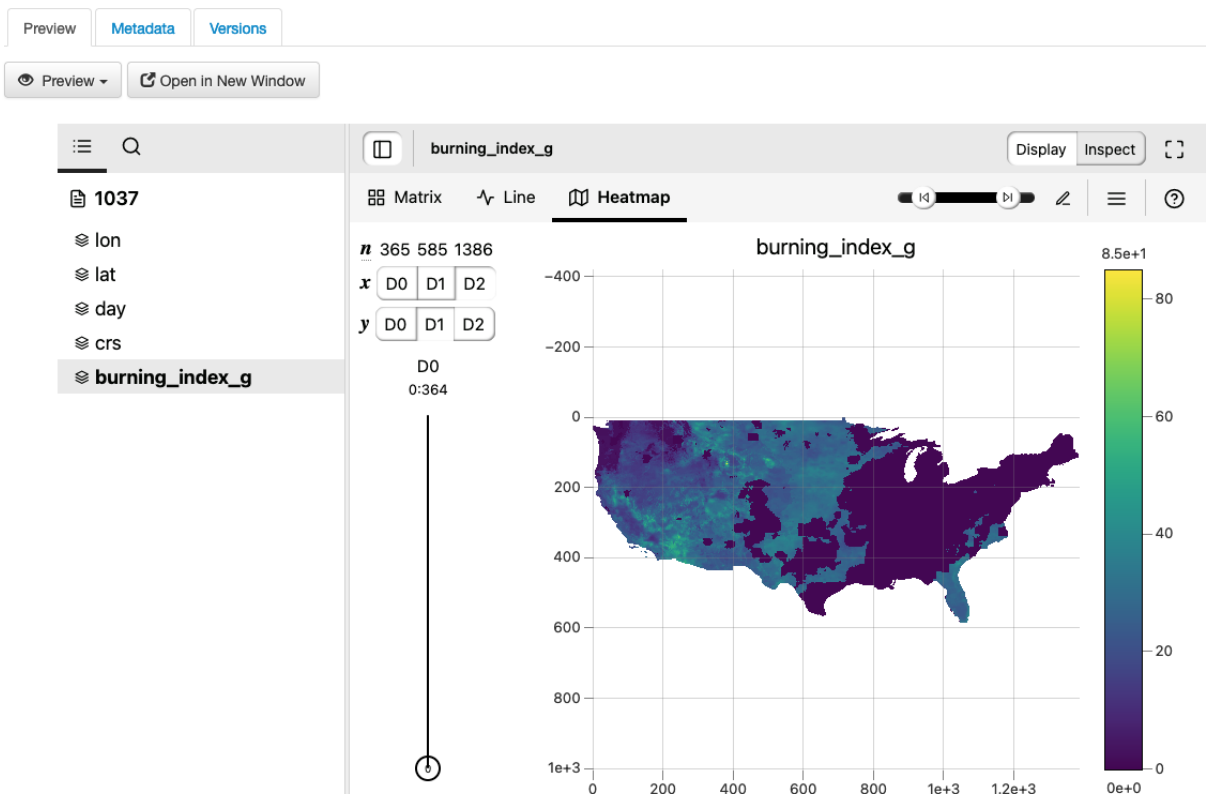 Preview Metadata Versions
Preview Open in New Window
burning_index_g Display Inspect
1037
Matrix Line Heatmap
lon
lat
day
crs
burning_index_g
n 365 585 1386
x D0 D1 D2
y D0 D1 D2
D0
0:364
0
burning_index_g
−400
−200
0
200
400
600
800
1e+3
0 200 400 600 800 1e+3 1.2e+3
8.5e+1
80
60
40
20
0
0e+0